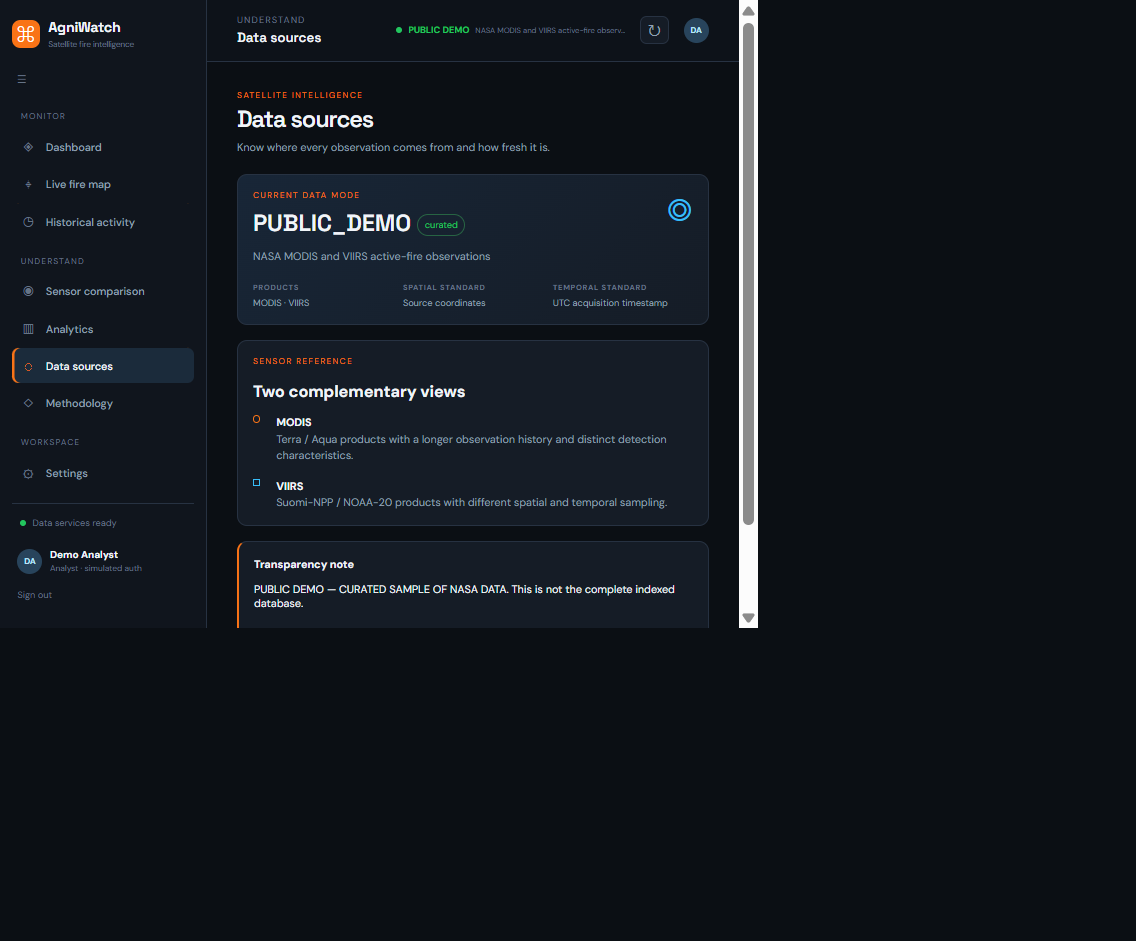 AgniWatch
Satellite fire intelligence
MONITOR
Dashboard
Live fire map
Historical activity
UNDERSTAND
Sensor comparison
Analytics
Data sources
Methodology
WORKSPACE
Settings
Data services ready
DA
Demo Analyst
Analyst · simulated auth
Sign out
UNDERSTAND
Data sources
PUBLIC DEMO NASA MODIS and VIIRS active-fire observ...
DA
SATELLITE INTELLIGENCE
Data sources
Know where every observation comes from and how fresh it is.
CURRENT DATA MODE
PUBLIC_DEMO curated
NASA MODIS and VIIRS active-fire observations
PRODUCTS
MODIS · VIIRS
SPATIAL STANDARD
Source coordinates
TEMPORAL STANDARD
UTC acquisition timestamp
SENSOR REFERENCE
Two complementary views
MODIS
Terra / Aqua products with a longer observation history and distinct detection
characteristics.
VIIRS
Suomi-NPP / NOAA-20 products with different spatial and temporal sampling.
Transparency note
PUBLIC DEMO — CURATED SAMPLE OF NASA DATA. This is not the complete indexed
database.